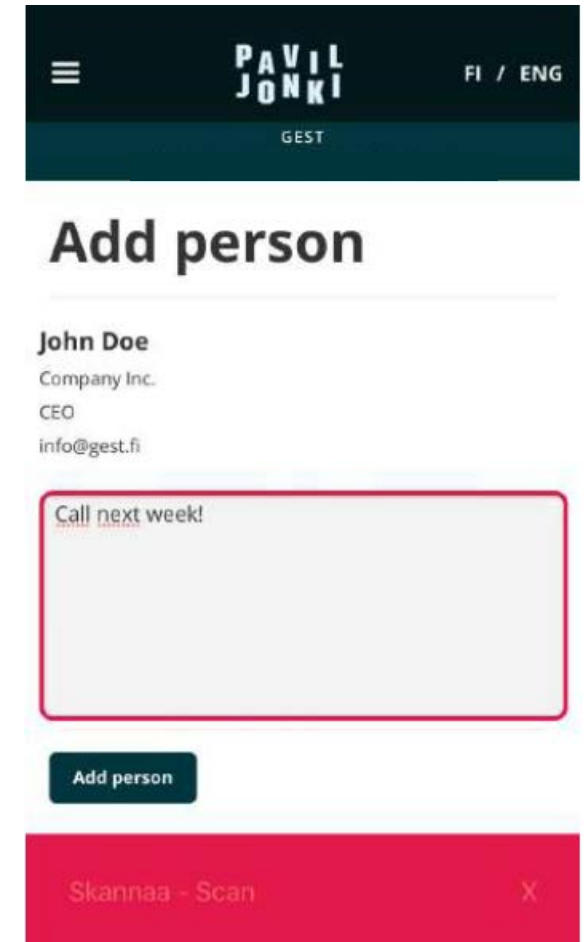 PAVIL
JONKI
FI / ENG
GEST
Add person
John Doe
Company Inc.
CEO
info@gest.fi
Call next week!
Add person
Skannaa - Scan X